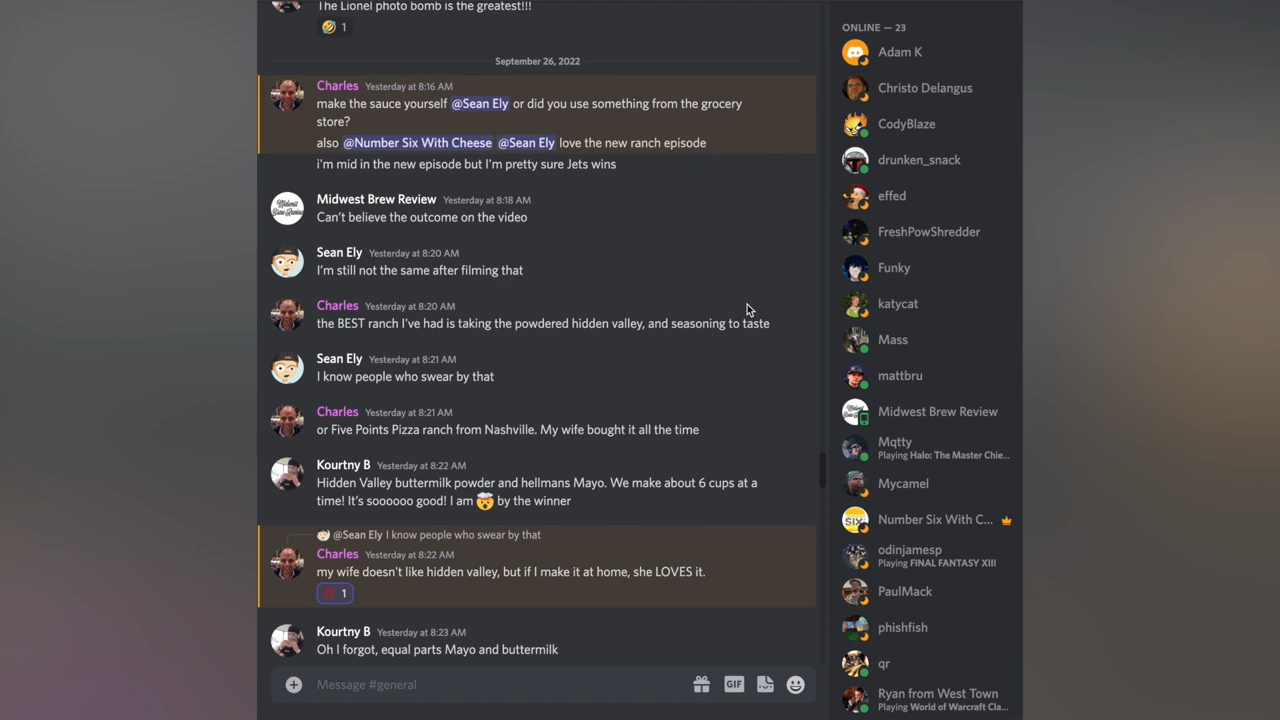 The Lionel photo bomb is the greatest!!!
1
September 26, 2022
Charles Yesterday at 8:16 AM
make the sauce yourself @Sean Ely or did you use something from the grocery
store?
also @Number Six With Cheese @Sean Ely love the new ranch episode
i'm mid in the new episode but I'm pretty sure Jets wins
Midwest Brew Review Yesterday at 8:18 AM
Can't believe the outcome on the video
Sean Ely Yesterday at 8:20 AM
I'm still not the same after filming that
Charles Yesterday at 8:20 AM
the BEST ranch I've had is taking the powdered hidden valley, and seasoning to taste
Sean Ely Yesterday at 8:21 AM
I know people who swear by that
Charles Yesterday at 8:21 AM
or Five Points Pizza ranch from Nashville. My wife bought it all the time
Kourtny B Yesterday at 8:22 AM
Hidden Valley buttermilk powder and hellmans Mayo. We make about 6 cups at a
time! It's soooooo good! I am 🤯 by the winner
@Sean Ely I know people who swear by that
Charles Yesterday at 8:22 AM
my wife doesn't like hidden valley, but if I make it at home, she LOVES it.
1
Kourtny B Yesterday at 8:23 AM
Oh I forgot, equal parts Mayo and buttermilk
Message #general
GIF
ONLINE — 23
Adam K
Christo Delangus
CodyBlaze
drunken_snack
effed
FreshPowShredder
Funky
katycat
Mass
mattbru
Midwest Brew Review
Mqtty
Playing Halo: The Master Chie...
Mycamel
SIX
Number Six With C...
odinjamesp
Playing FINAL FANTASY XIII
PaulMack
phishfish
qr
Ryan from West Town
Playing World of Warcraft Cla...